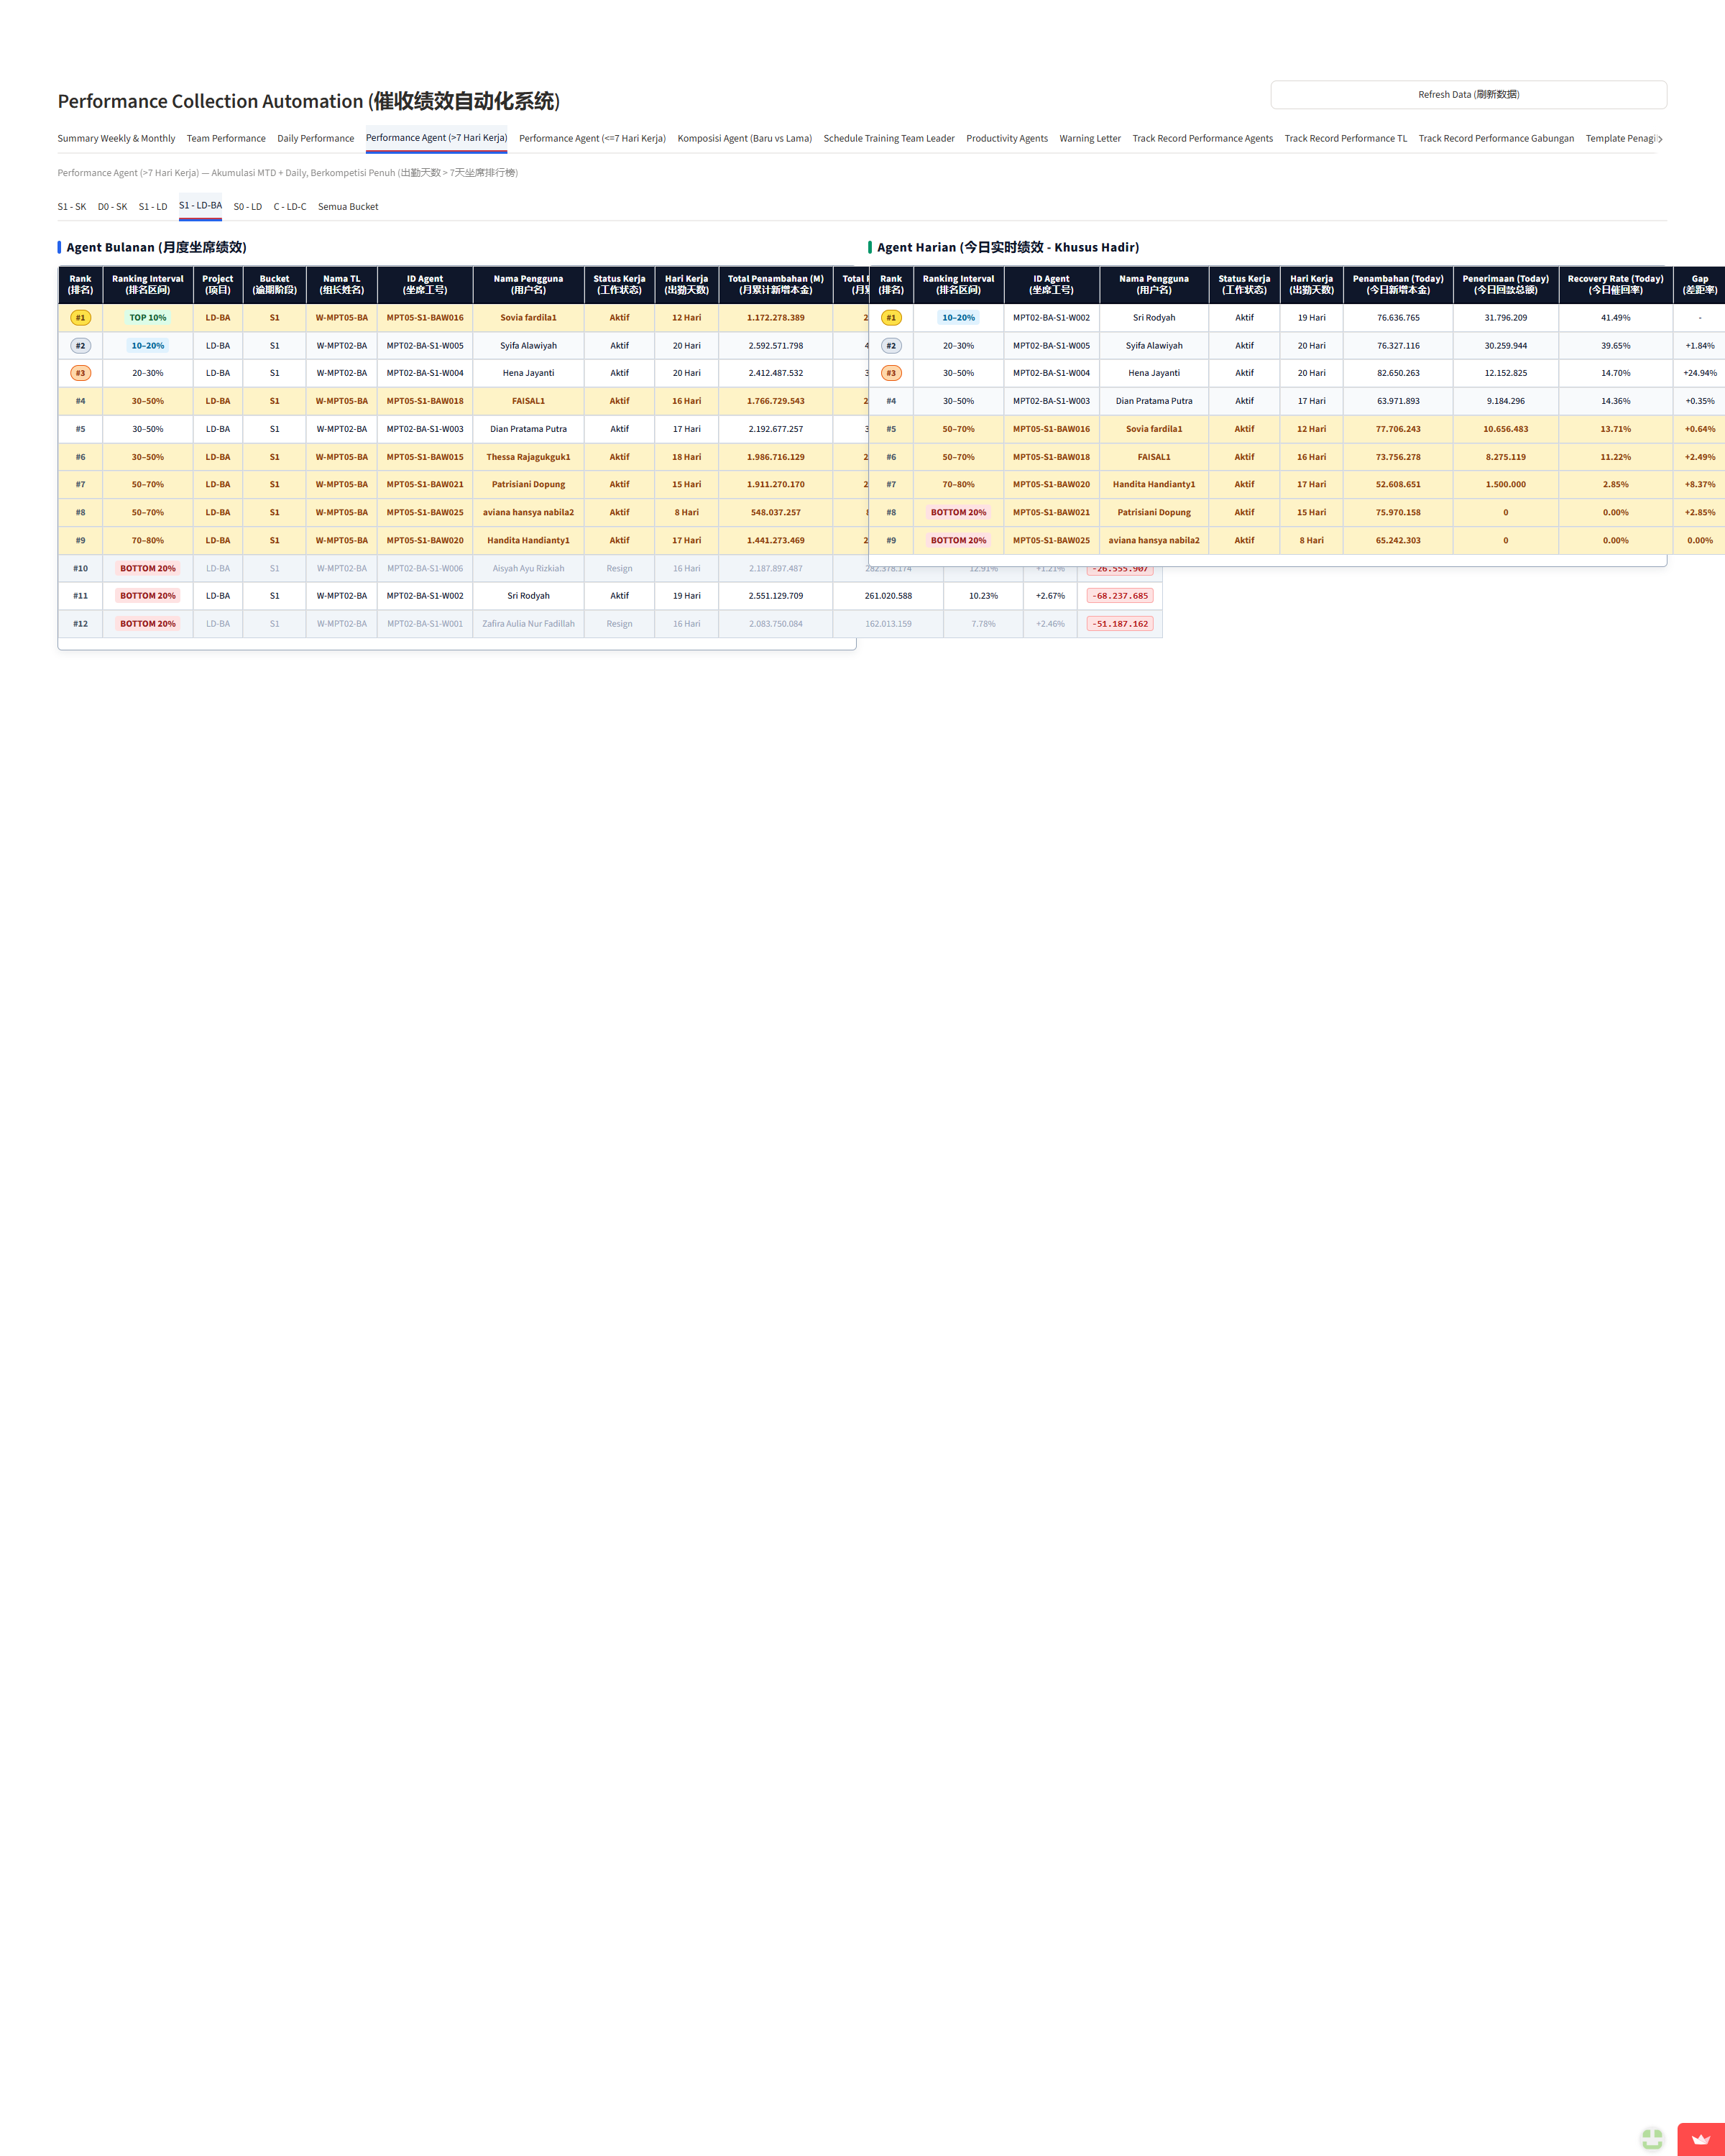 Performance Collection Automation (催收绩效自动化系统)
Refresh Data (刷新数据)
Summary Weekly & Monthly Team Performance Daily Performance Performance Agent (>7 Hari Kerja) Performance Agent (<=7 Hari Kerja) Komposisi Agent (Baru vs Lama) Schedule Training Team Leader Productivity Agents Warning Letter Track Record Performance Agents Track Record Performance TL Track Record Performance Gabungan Template Penagi
Performance Agent (>7 Hari Kerja) — Akumulasi MTD + Daily, Berkompetisi Penuh (出勤天数 > 7天坐席排行榜)
S1 - SK D0 - SK S1 - LD S1 - LD-BA S0 - LD C - LD-C Semua Bucket
Agent Bulanan (月度坐席绩效)
Rank Ranking Interval Project Bucket Nama TL ID Agent Nama Pengguna Status Kerja Hari Kerja Total Penambahan (M) Total
(排名) (排名区间) (项目) (逾期阶段) (组长姓名) (坐席工号) (用户名) (工作状态) (出勤天数) (月累计新增本金) (月
#1 TOP 10% LD-BA S1 W-MPT05-BA MPT05-S1-BAW016 Sovia fardila1 Aktif 12 Hari 1.172.278.389 2
#2 10–20% LD-BA S1 W-MPT02-BA MPT02-BA-S1-W005 Syifa Alawiyah Aktif 20 Hari 2.592.571.798 4
#3 20–30% LD-BA S1 W-MPT02-BA MPT02-BA-S1-W004 Hena Jayanti Aktif 20 Hari 2.412.487.532 3
#4 30–50% LD-BA S1 W-MPT05-BA MPT05-S1-BAW018 FAISAL1 Aktif 16 Hari 1.766.729.543 2
#5 30–50% LD-BA S1 W-MPT02-BA MPT02-BA-S1-W003 Dian Pratama Putra Aktif 17 Hari 2.192.677.257 3
#6 30–50% LD-BA S1 W-MPT05-BA MPT05-S1-BAW015 Thessa Rajagukguk1 Aktif 18 Hari 1.986.716.129 2
#7 50–70% LD-BA S1 W-MPT05-BA MPT05-S1-BAW021 Patrisiani Dopung Aktif 15 Hari 1.911.270.170 2
#8 50–70% LD-BA S1 W-MPT05-BA MPT05-S1-BAW025 aviana hansya nabila2 Aktif 8 Hari 548.037.257
#9 70–80% LD-BA S1 W-MPT05-BA MPT05-S1-BAW020 Handita Handianty1 Aktif 17 Hari 1.441.273.469 2
#10 BOTTOM 20% LD-BA S1 W-MPT02-BA MPT02-BA-S1-W006 Aisyah Ayu Rizkiah Resign 16 Hari 2.187.897.487 282.378.174 12.91% +1.21% -26.555.907
#11 BOTTOM 20% LD-BA S1 W-MPT02-BA MPT02-BA-S1-W002 Sri Rodyah Aktif 19 Hari 2.551.129.709 261.020.588 10.23% +2.67% -68.237.685
#12 BOTTOM 20% LD-BA S1 W-MPT02-BA MPT02-BA-S1-W001 Zafira Aulia Nur Fadillah Resign 16 Hari 2.083.750.084 162.013.159 7.78% +2.46% -51.187.162
Agent Harian (今日实时绩效 - Khusus Hadir)
Rank Ranking Interval ID Agent Nama Pengguna Status Kerja Hari Kerja Penambahan (Today) Penerimaan (Today) Recovery Rate (Today) Gap
(排名) (排名区间) (坐席工号) (用户名) (工作状态) (出勤天数) (今日新增本金) (今日回款总额) (今日催回率) (差距率)
#1 10–20% MPT02-BA-S1-W002 Sri Rodyah Aktif 19 Hari 76.636.765 31.796.209 41.49% -
#2 20–30% MPT02-BA-S1-W005 Syifa Alawiyah Aktif 20 Hari 76.327.116 30.259.944 39.65% +1.84%
#3 30–50% MPT02-BA-S1-W004 Hena Jayanti Aktif 20 Hari 82.650.263 12.152.825 14.70% +24.94%
#4 30–50% MPT02-BA-S1-W003 Dian Pratama Putra Aktif 17 Hari 63.971.893 9.184.296 14.36% +0.35%
#5 50–70% MPT05-S1-BAW016 Sovia fardila1 Aktif 12 Hari 77.706.243 10.656.483 13.71% +0.64%
#6 50–70% MPT05-S1-BAW018 FAISAL1 Aktif 16 Hari 73.756.278 8.275.119 11.22% +2.49%
#7 70–80% MPT05-S1-BAW020 Handita Handianty1 Aktif 17 Hari 52.608.651 1.500.000 2.85% +8.37%
#8 BOTTOM 20% MPT05-S1-BAW021 Patrisiani Dopung Aktif 15 Hari 75.970.158 0 0.00% +2.85%
#9 BOTTOM 20% MPT05-S1-BAW025 aviana hansya nabila2 Aktif 8 Hari 65.242.303 0 0.00% 0.00%